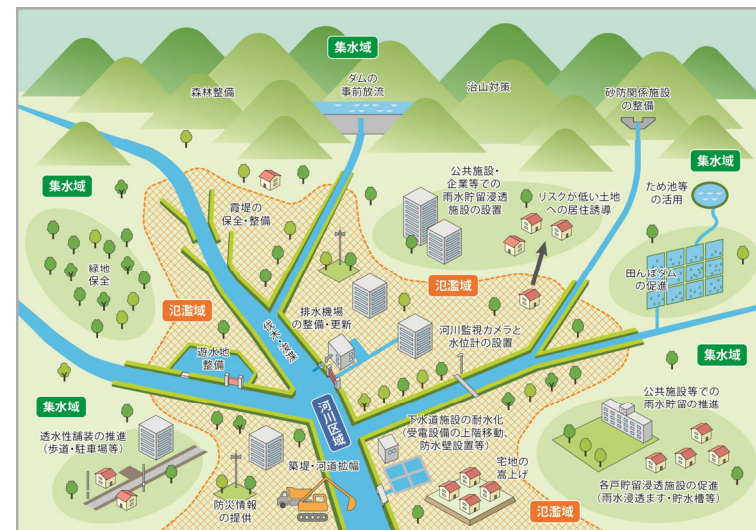 集水域
森林整備
ダムの
事前放流
治山対策
砂防関係施設
の整備
集水域
集水域
霞堤の
保全・整備
公共施設・
企業等での
雨水貯留浸透
施設の設置
リスクが低い土地
への居住誘導
ため池等
の活用
緑地
保全
氾濫域
氾濫域
田んぼダム
の促進
排水機場
の整備・更新
伐木・浚渫
河川監視カメラと
水位計の設置
遊水地
整備
集水域
集水域
河川区域
公共施設等での
雨水貯留の推進
透水性舗装の推進
（歩道・駐車場等）
下水道施設の耐水化
（受電設備の上階移動、
防水壁設置等）
築堤・河道拡幅
宅地の
嵩上げ
各戸貯留浸透施設の促進
（雨水浸透ます・貯水槽等）
防災情報
の提供
氾濫域